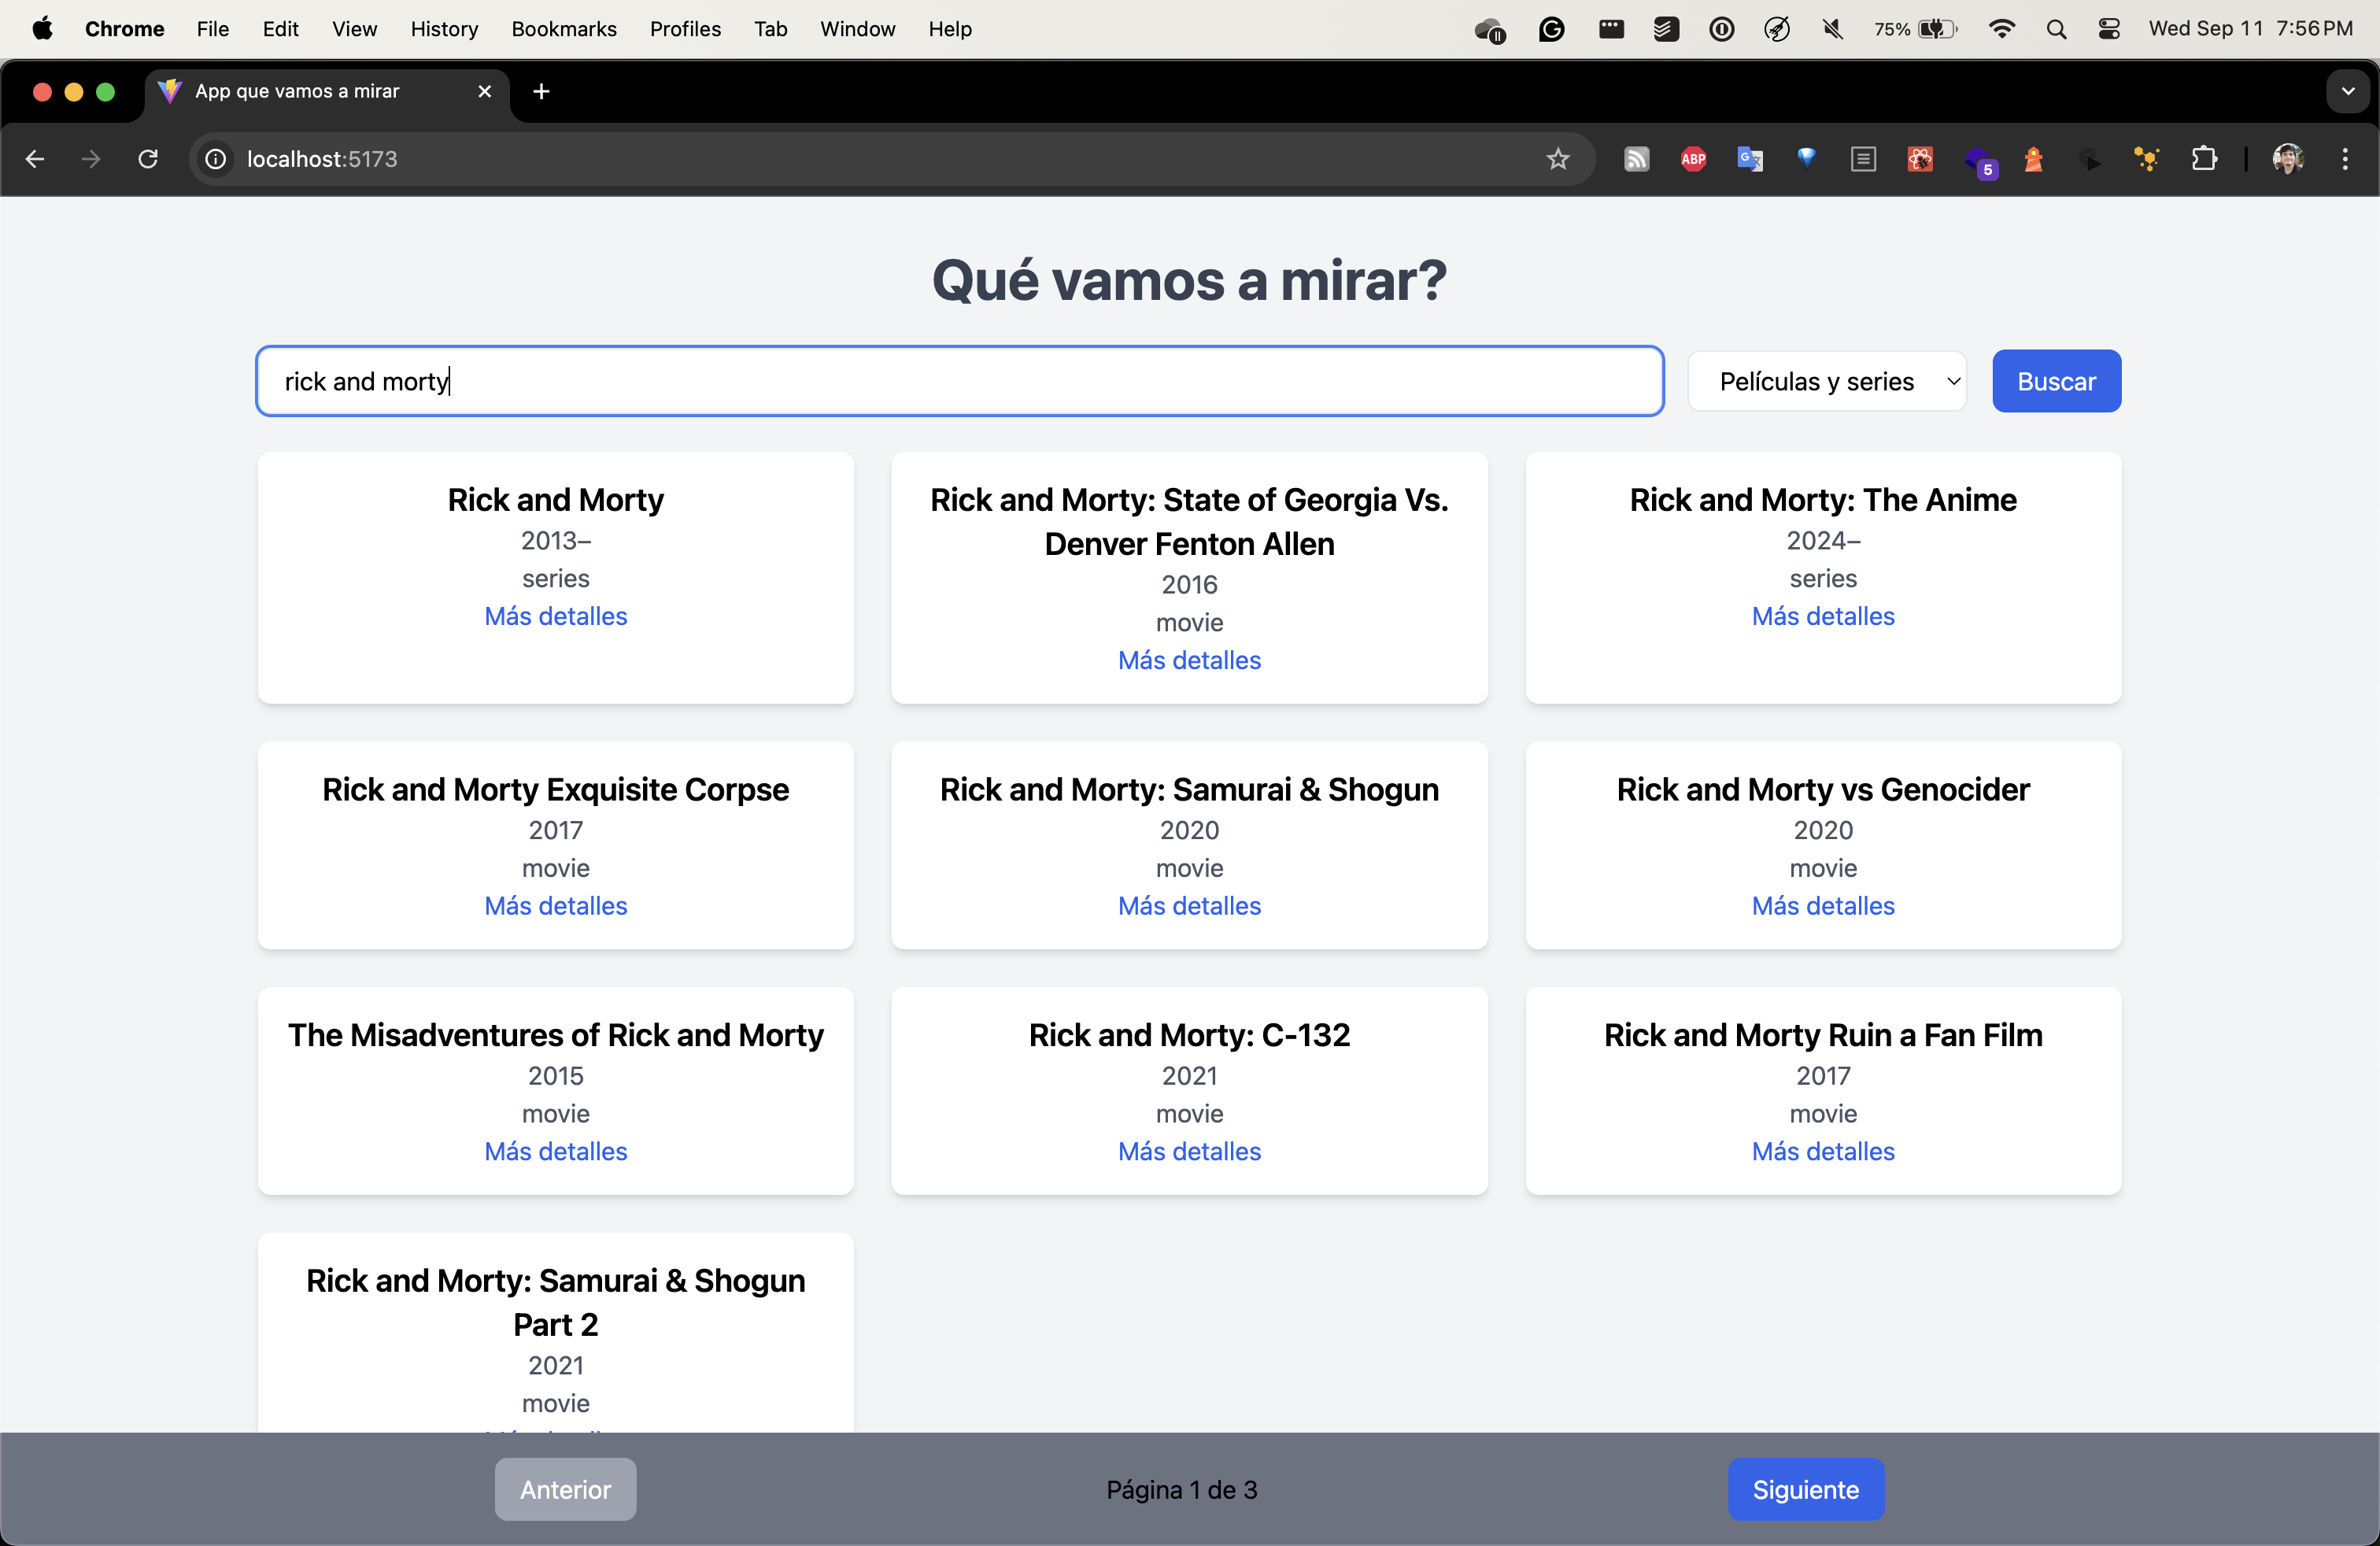 Chrome File Edit View History Bookmarks Profiles Tab Window Help 75% Wed Sep 11 7:56 PM
App que vamos a mirar
localhost:5173
ABP
5
Qué vamos a mirar?
rick and morty Películas y series Buscar
Rick and Morty
2013–
series
Más detalles
Rick and Morty: State of Georgia Vs.
Denver Fenton Allen
2016
movie
Más detalles
Rick and Morty: The Anime
2024–
series
Más detalles
Rick and Morty Exquisite Corpse
2017
movie
Más detalles
Rick and Morty: Samurai & Shogun
2020
movie
Más detalles
Rick and Morty vs Genocider
2020
movie
Más detalles
The Misadventures of Rick and Morty
2015
movie
Más detalles
Rick and Morty: C-132
2021
movie
Más detalles
Rick and Morty Ruin a Fan Film
2017
movie
Más detalles
Rick and Morty: Samurai & Shogun
Part 2
2021
movie
Anterior Página 1 de 3 Siguiente